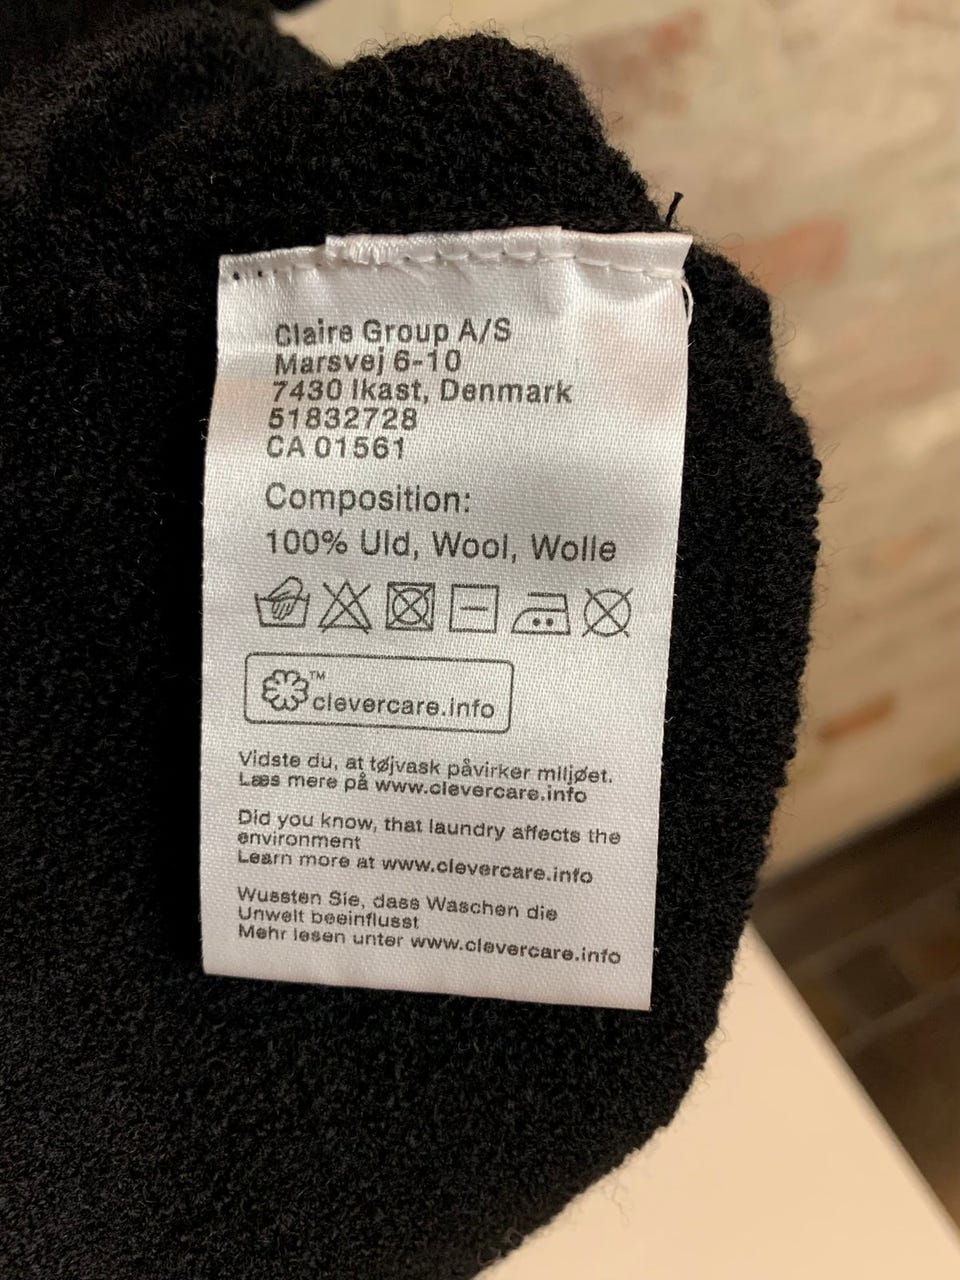 Claire Group A/S
Marsvej 6-10
7430 Ikast, Denmark
51832728
CA 01561
Composition:
100% Uld, Wool, Wolle
™
clevercare.info
Vidste du, at tøjvask påvirker miljøet.
Læs mere på www.clevercare.info
Did you know, that laundry affects the
environment
Learn more at www.clevercare.info
Wussten Sie, dass Waschen die
Unwelt beeinflusst
Mehr lesen unter www.clevercare.info